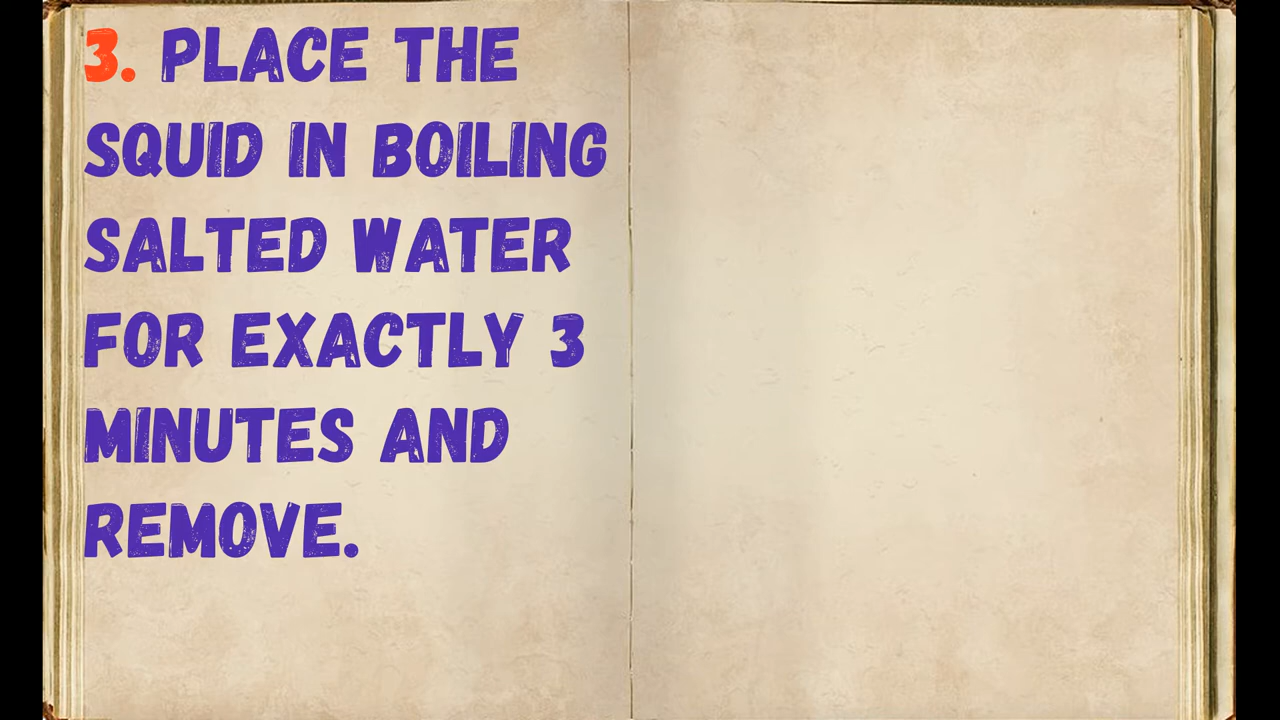 3. PLACE THE
SQUID IN BOILING
SALTED WATER
FOR EXACTLY 3
MINUTES AND
REMOVE.